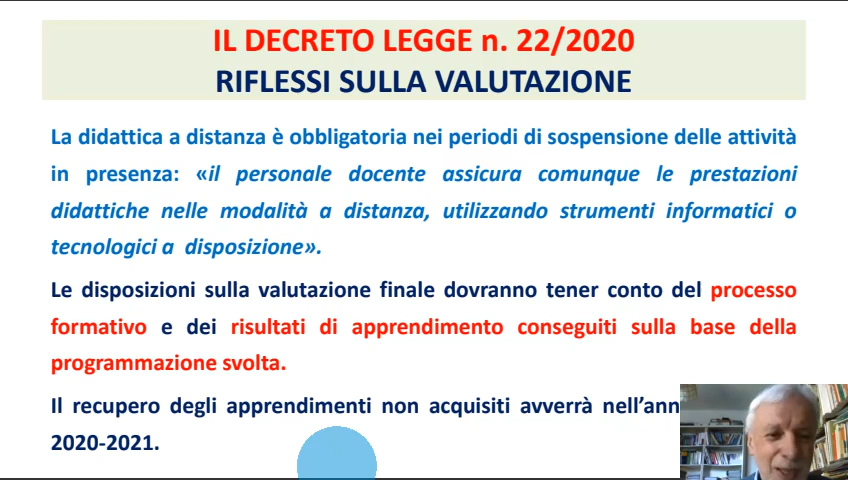 IL DECRETO LEGGE n. 22/2020
RIFLESSI SULLA VALUTAZIONE
La didattica a distanza è obbligatoria nei periodi di sospensione delle attività
in presenza: «il personale docente assicura comunque le prestazioni
didattiche nelle modalità a distanza, utilizzando strumenti informatici o
tecnologici a disposizione».
Le disposizioni sulla valutazione finale dovranno tener conto del processo
formativo e dei risultati di apprendimento conseguiti sulla base della
programmazione svolta.
Il recupero degli apprendimenti non acquisiti avverrà nell’ann
2020-2021.